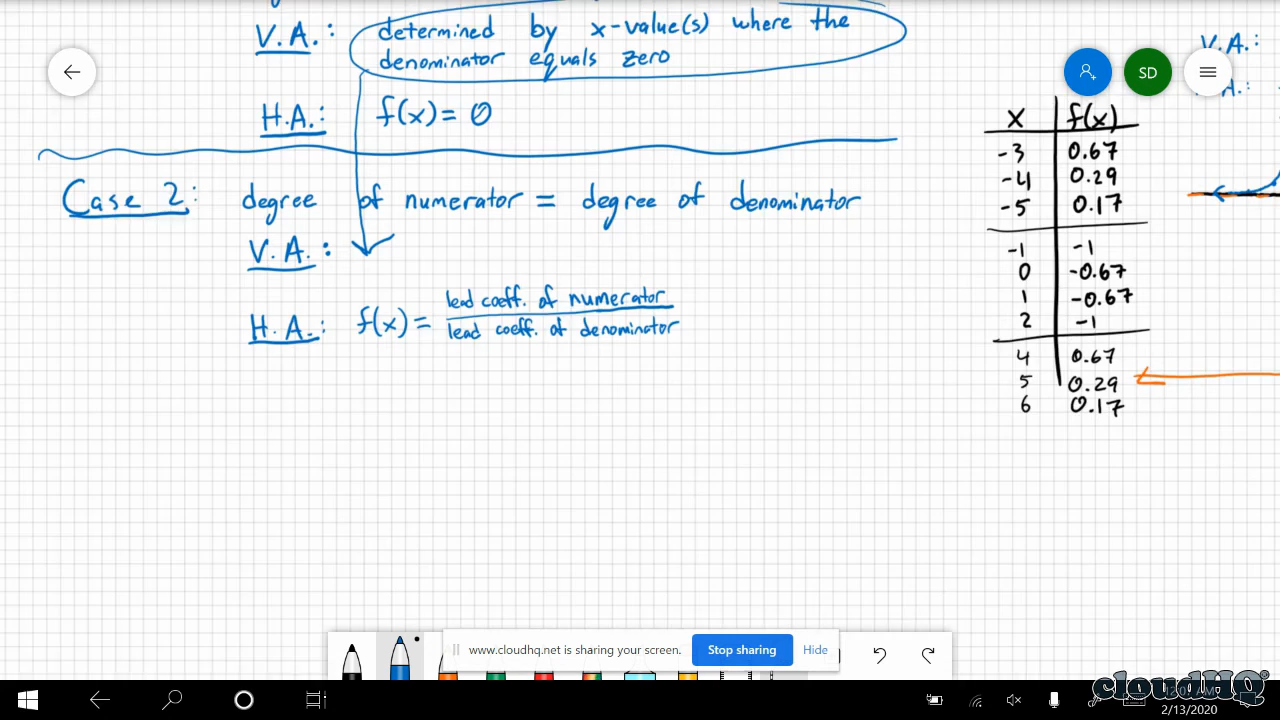 V.A.: determined by x-value(s) where the
denominator equals zero
H.A.: f(x) = 0
Case 2: degree of numerator = degree of denominator
V.A.:
H.A.: f(x) = lead coeff. of numerator
lead coeff. of denominator
V.A.:
A.:
SD
x f(x)
-3 0.67
-4 0.29
-5 0.17
-1 -1
0 -0.67
1 -0.67
2 -1
4 0.67
5 0.29
6 0.17
www.cloudhq.net is sharing your screen. Stop sharing Hide
cloudHQ
2/13/2020